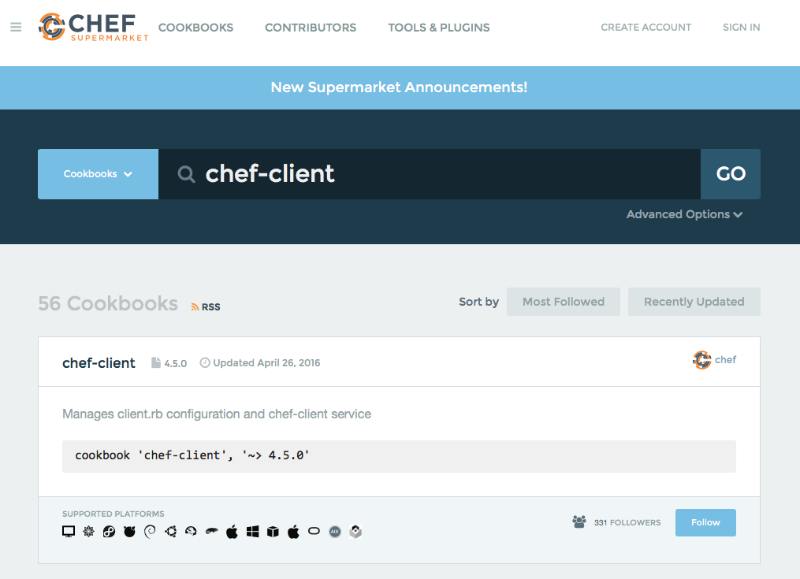 CHEF
SUPERMARKET
COOKBOOKS CONTRIBUTORS TOOLS & PLUGINS CREATE ACCOUNT SIGN IN
New Supermarket Announcements!
Cookbooks chef-client GO
Advanced Options
56 Cookbooks RSS Sort by Most Followed Recently Updated
chef-client 4.5.0 Updated April 26, 2016 chef
Manages client.rb configuration and chef-client service
cookbook 'chef-client', '~> 4.5.0'
SUPPORTED PLATFORMS
331 FOLLOWERS Follow